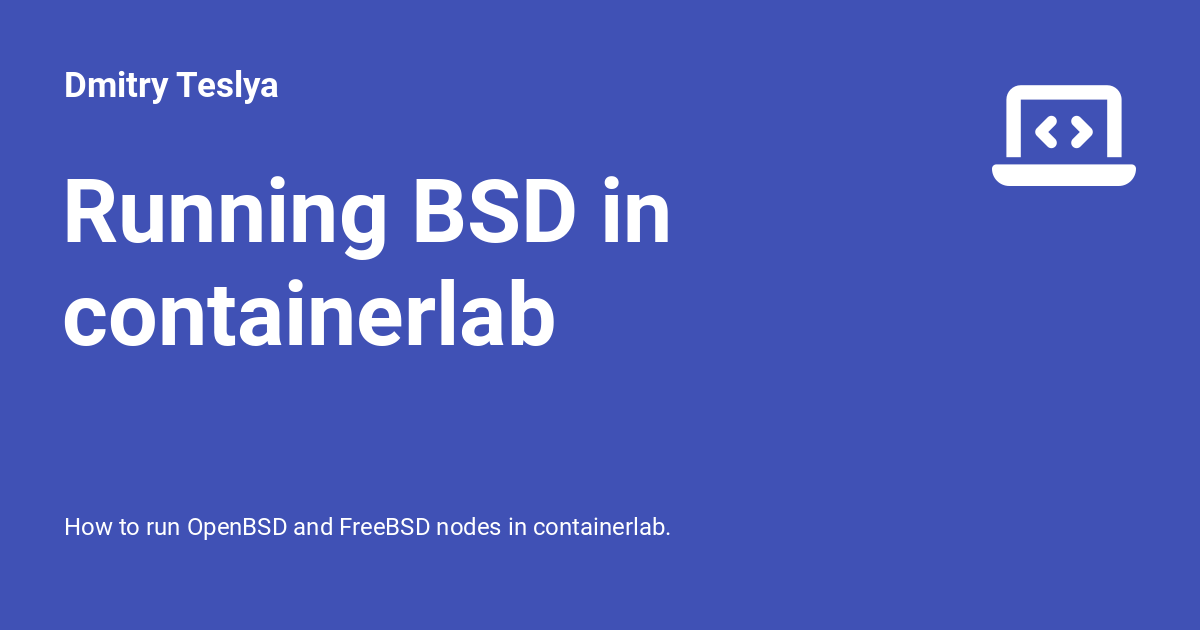 Dmitry Teslya
Running BSD in
containerlab
How to run OpenBSD and FreeBSD nodes in containerlab.